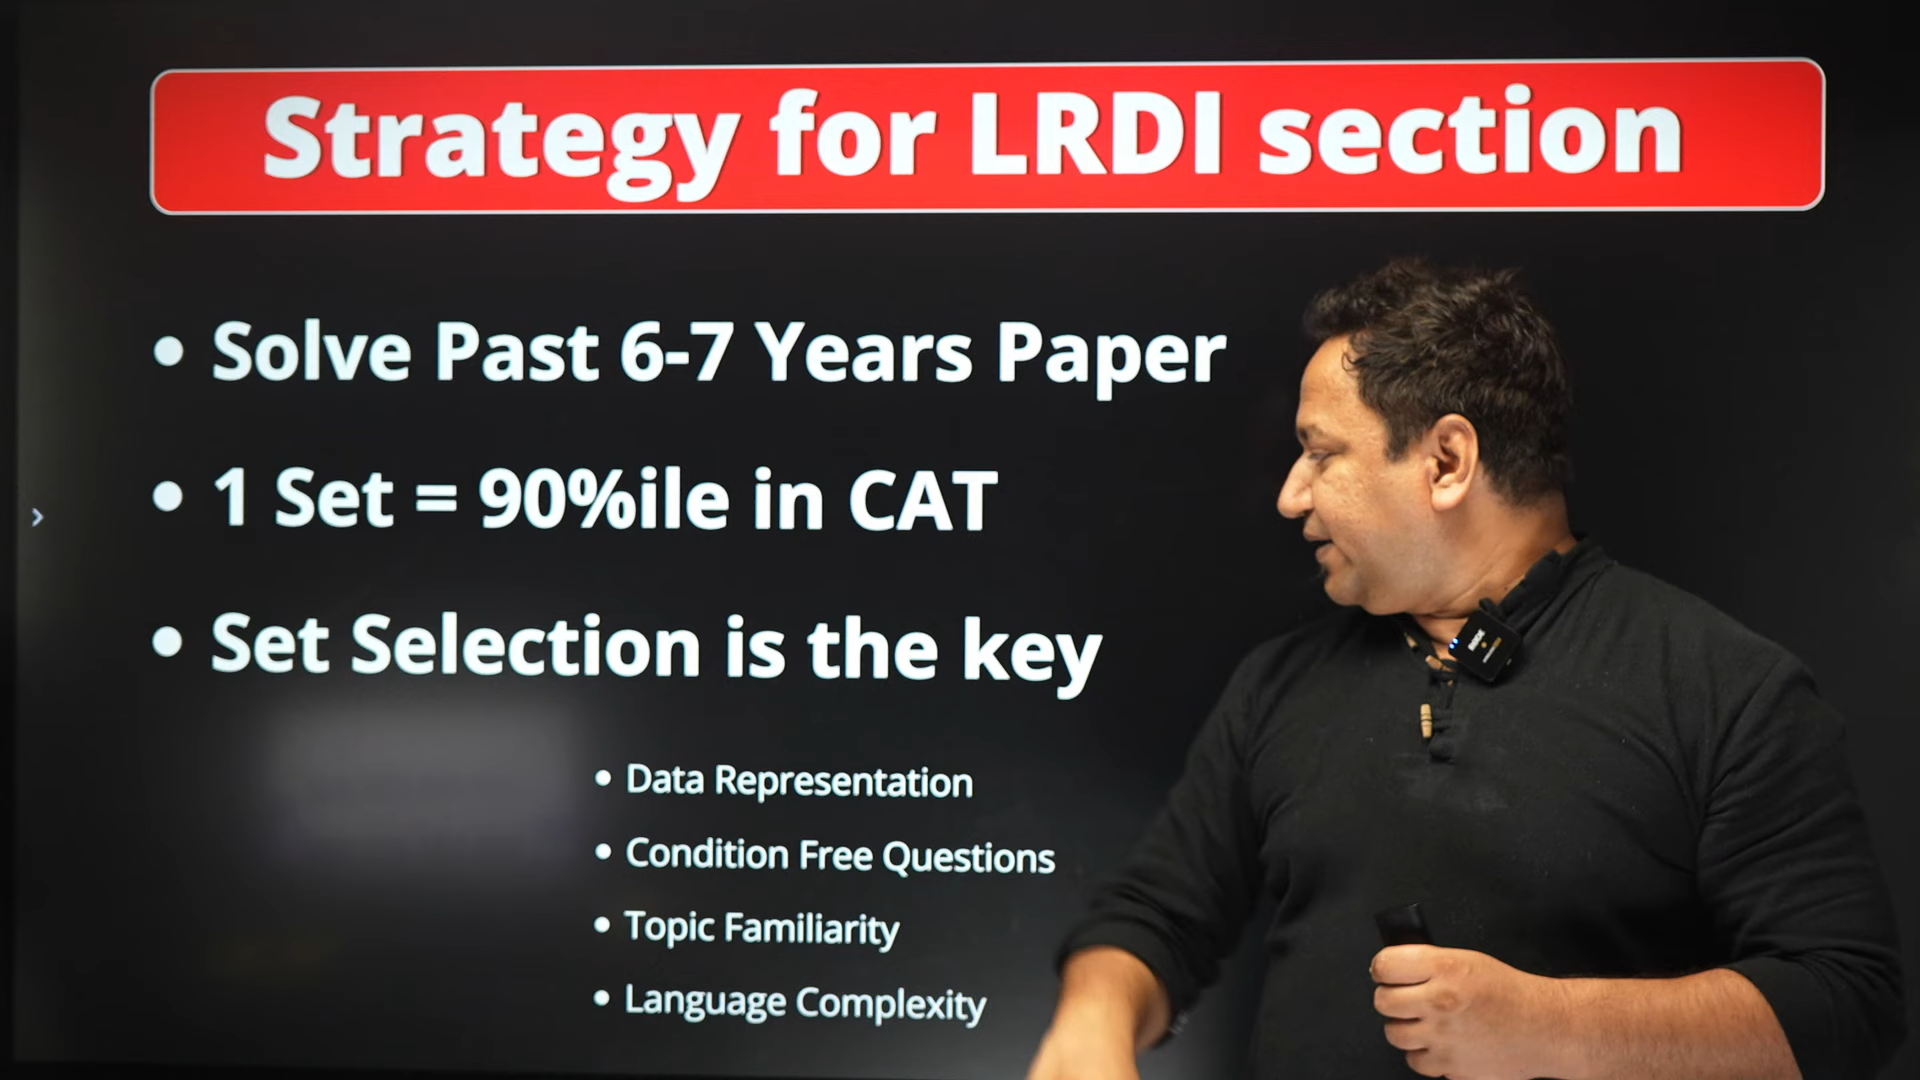 Strategy for LRDI section
• Solve Past 6-7 Years Paper
• 1 Set = 90%ile in CAT
• Set Selection is the key
• Data Representation
• Condition Free Questions
• Topic Familiarity
• Language Complexity